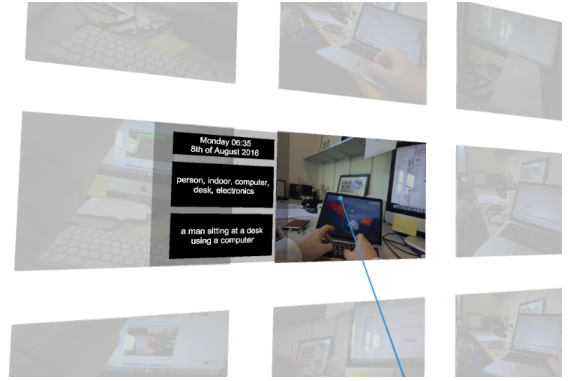 Monday 06:35
8th of August 2016
person, indoor, computer,
desk, electronics
a man sitting at a desk
using a computer